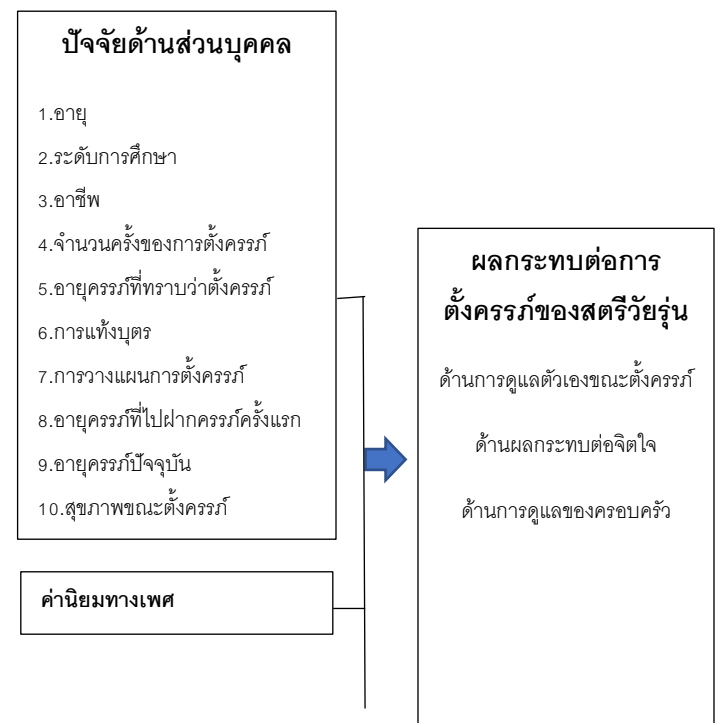 ปัจจัยด้านส่วนบุคคล
1.อายุ
2.ระดับการศึกษา
3.อาชีพ
4.จำนวนครั้งของการตั้งครรภ์
5.อายุครรภ์ที่ทราบว่าตั้งครรภ์
6.การแท้งบุตร
7.การวางแผนการตั้งครรภ์
8.อายุครรภ์ที่ไปฝากครรภ์ครั้งแรก
9.อายุครรภ์ปัจจุบัน
10.สุขภาพขณะตั้งครรภ์
ค่านิยมทางเพศ
ผลกระทบต่อการ
ตั้งครรภ์ของสตรีวัยรุ่น
ด้านการดูแลตัวเองขณะตั้งครรภ์
ด้านผลกระทบต่อจิตใจ
ด้านการดูแลของครอบครัว